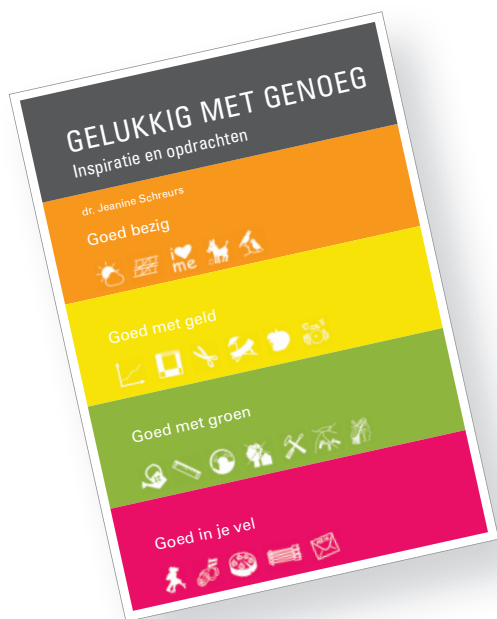 GELUKKIG MET GENOEG
Inspiratie en opdrachten
dr. Jeanine Schreurs
Goed bezig
i♥
me
Goed met geld
Goed met groen
Goed in je vel